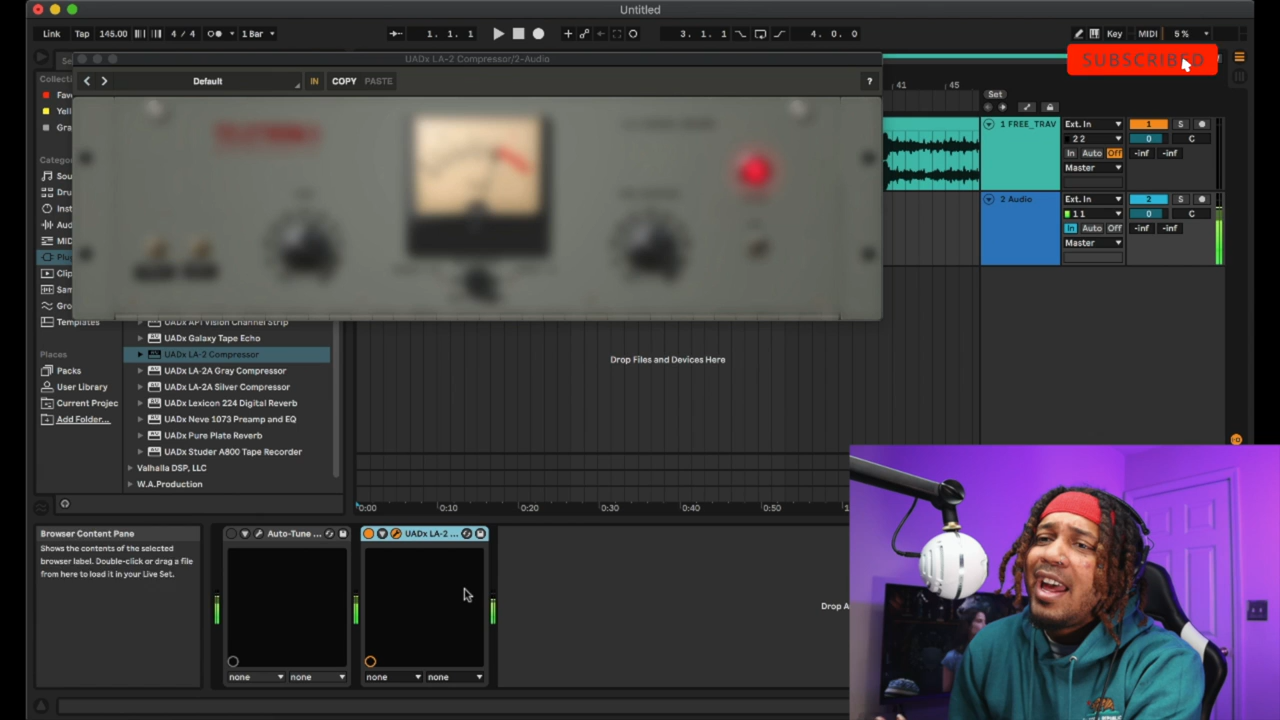 Untitled
Link Tap 145.00 4 / 4 1 Bar 1. 1. 1 3. 1. 1 4. 0. 0 Key MIDI 5 %
UADx LA-2 Compressor/2-Audio
SUBSCRIBED
Default IN COPY PASTE ?
Collecti
41 45
Set
Fav
Yell
Gra
1 FREE_TRAV Ext. In 1 S
2 2 0 C
In Auto Off -inf -inf
Master
Catego
Sou
Dru
Inst
Aud
MID
Plu
Clip
Sam
Gro
Templates
2 Audio Ext. In 2 S
1 1 0 C
In Auto Off -inf -inf
Master
UADx API Vision Channel Strip
UADx Galaxy Tape Echo
UADx LA-2 Compressor
UADx LA-2A Gray Compressor
UADx LA-2A Silver Compressor
UADx Lexicon 224 Digital Reverb
UADx Neve 1073 Preamp and EQ
UADx Pure Plate Reverb
UADx Studer A800 Tape Recorder
Valhalla DSP, LLC
W.A.Production
Places
Packs
User Library
Current Projec
Add Folder...
Drop Files and Devices Here
0:00 0:10 0:20 0:30 0:40 0:50
Browser Content Pane
Shows the contents of the selected
browser label. Double-click or drag a file
from here to load it in your Live Set.
Auto-Tune ...
UADx LA-2 ...
none none none none
Drop A